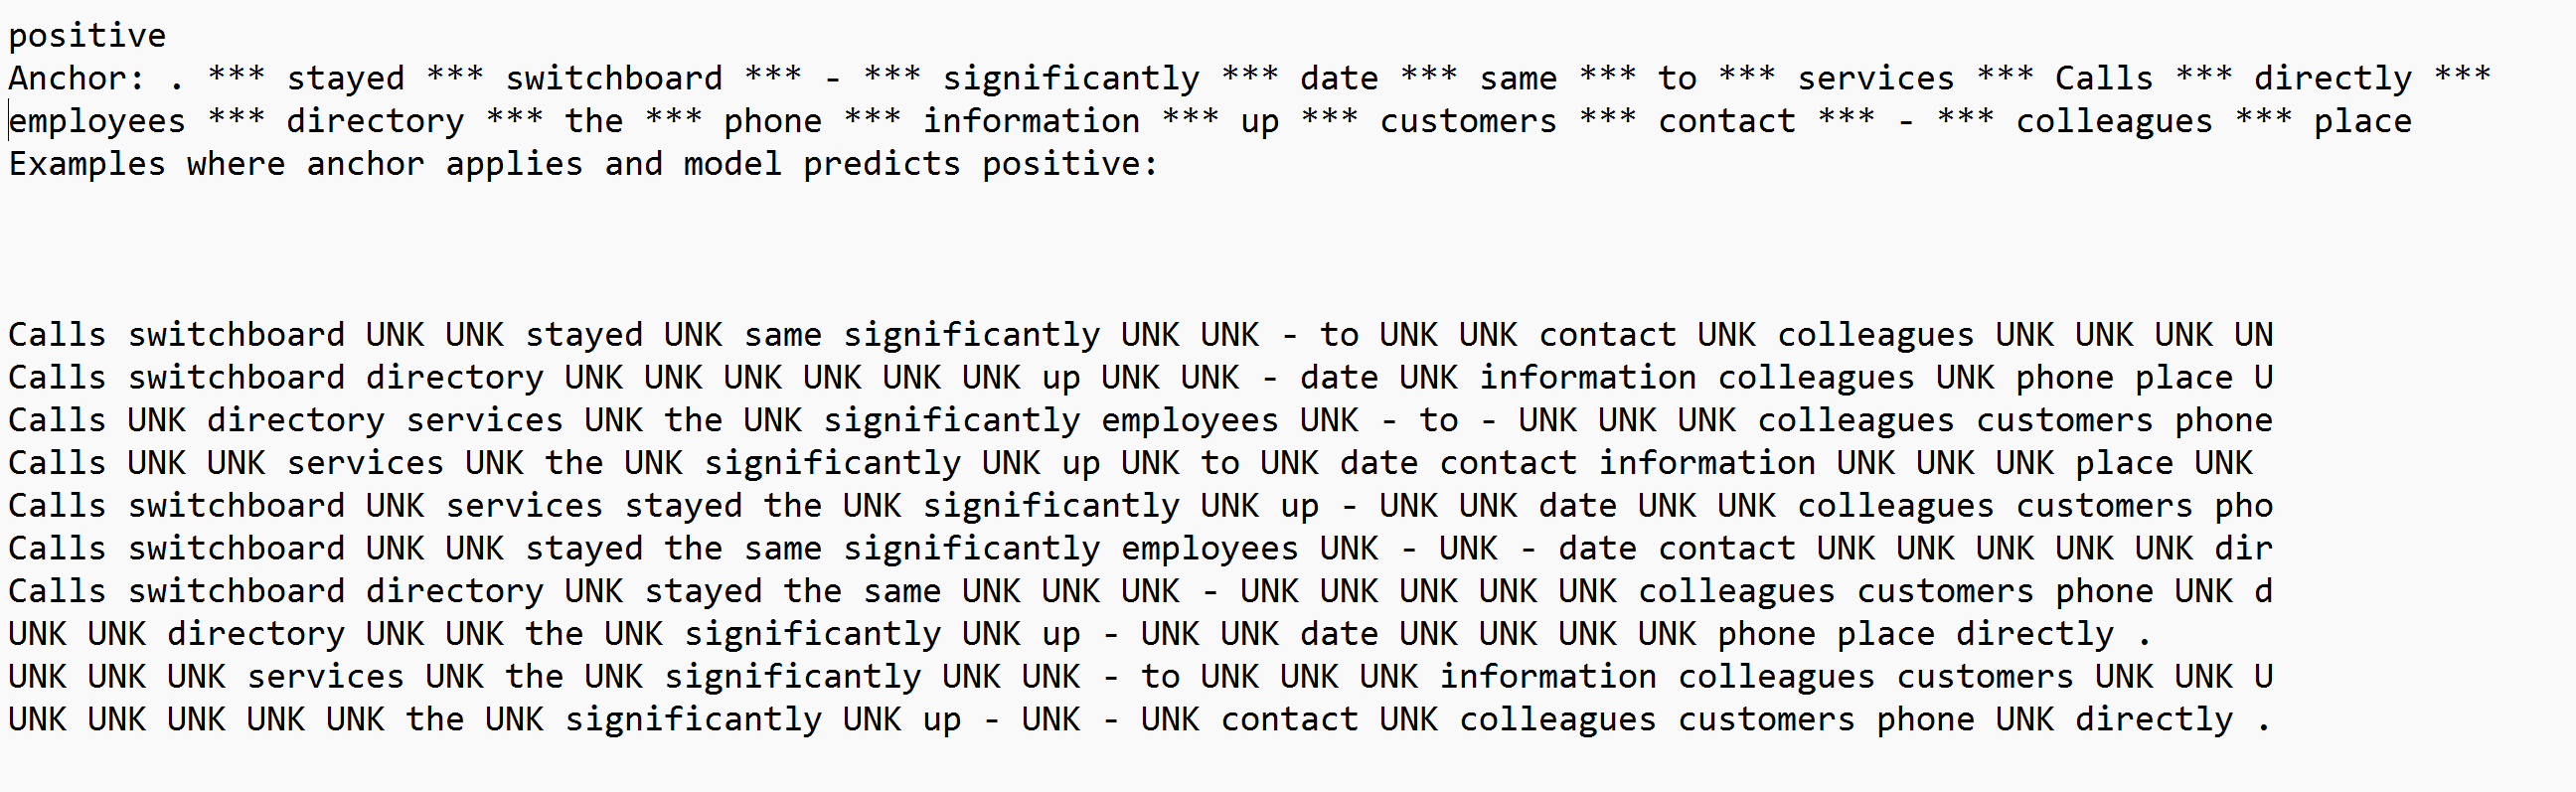 positive
Anchor: . *** stayed *** switchboard *** - *** significantly *** date *** same *** to *** services *** Calls *** directly ***
employees *** directory *** the *** phone *** information *** up *** customers *** contact *** - *** colleagues *** place
Examples where anchor applies and model predicts positive:
Calls switchboard UNK UNK stayed UNK same significantly UNK UNK - to UNK UNK contact UNK colleagues UNK UNK UNK UN
Calls switchboard directory UNK UNK UNK UNK UNK UNK up UNK UNK - date UNK information colleagues UNK phone place U
Calls UNK directory services UNK the UNK significantly employees UNK - to - UNK UNK UNK colleagues customers phone
Calls UNK UNK services UNK the UNK significantly UNK up UNK to UNK date contact information UNK UNK UNK place UNK
Calls switchboard UNK services stayed the UNK significantly UNK up - UNK UNK date UNK UNK colleagues customers pho
Calls switchboard UNK UNK stayed the same significantly employees UNK - UNK - date contact UNK UNK UNK UNK UNK dir
Calls switchboard directory UNK stayed the same UNK UNK UNK - UNK UNK UNK UNK UNK colleagues customers phone UNK d
UNK UNK directory UNK UNK the UNK significantly UNK up - UNK UNK date UNK UNK UNK UNK phone place directly .
UNK UNK UNK services UNK the UNK significantly UNK UNK - to UNK UNK UNK information colleagues customers UNK UNK U
UNK UNK UNK UNK UNK the UNK significantly UNK up - UNK - UNK contact UNK colleagues customers phone UNK directly .